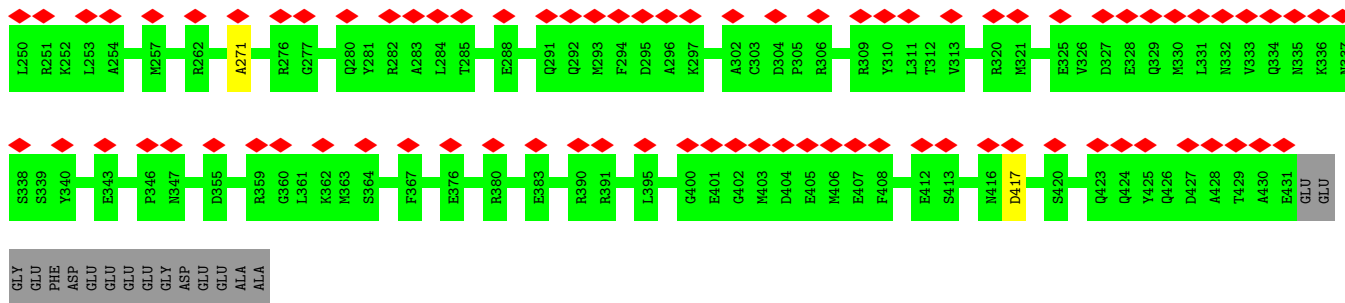 L250 R251 K252 L253 A254 M257 R262 A271 R276 G277 Q280 Y281 R282 A283 L284 T285 E288 Q291 Q292 M293 F294 D295 A296 K297 A302 C303 D304 P305 R306 R309 Y310 L311 T312 V313 R320 M321 E325 V326 D327 E328 Q329 M330 L331 N332 V333 Q334 N335 K336 N337
S338 S339 Y340 E343 P346 N347 D355 R359 G360 L361 K362 M363 S364 F367 E376 R380 E383 R390 R391 L395 G400 E401 G402 M403 D404 E405 M406 E407 F408 E412 S413 N416 D417 S420 Q423 Q424 Y425 Q426 D427 A428 T429 A430 E431 GLU GLU
GLY GLU PHE ASP GLU GLU GLU GLU GLY ASP GLU GLU ALA ALA